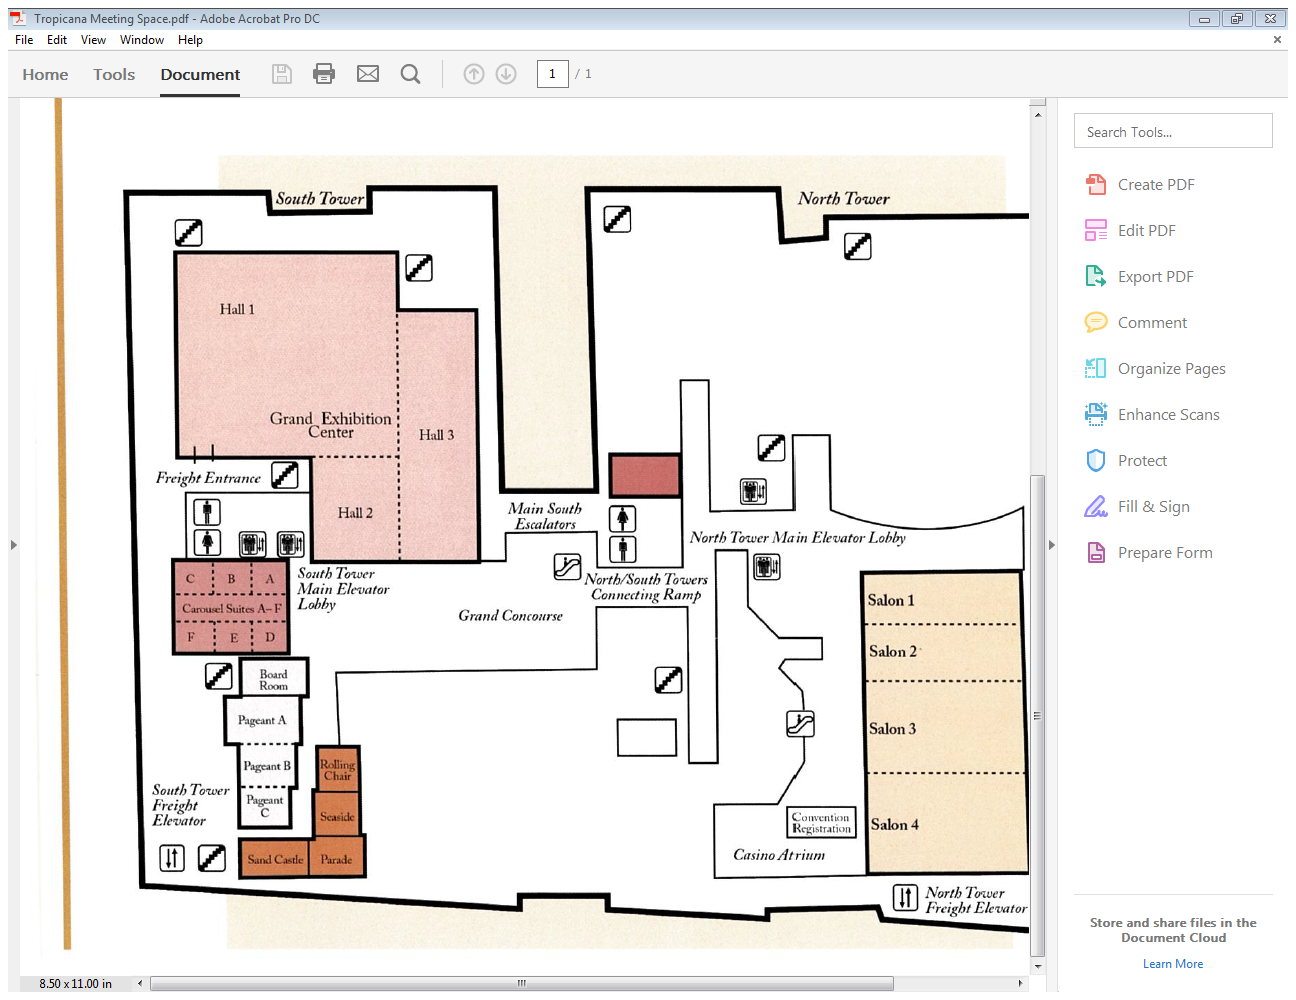 Tropicana Meeting Space.pdf - Adobe Acrobat Pro DC
File Edit View Window Help
Home Tools Document 1 / 1
Search Tools...
Create PDF
Edit PDF
Export PDF
Comment
Organize Pages
Enhance Scans
Protect
Fill & Sign
Prepare Form
Store and share files in the
Document Cloud
Learn More
South Tower
North Tower
Hall 1
Grand Exhibition
Center
Hall 3
Hall 2
Freight Entrance
Main South
Escalators
North Tower Main Elevator Lobby
South Tower
Main Elevator
Lobby
North/South Towers
Connecting Ramp
Grand Concourse
C B A
Carousel Suites A-F
F E D
Board
Room
Pageant A
Pageant B
Pageant
C
Rolling
Chair
Seaside
Sand Castle
Parade
South Tower
Freight
Elevator
Salon 1
Salon 2
Salon 3
Salon 4
Convention
Registration
Casino Atrium
North Tower
Freight Elevator
8.50 x 11.00 in